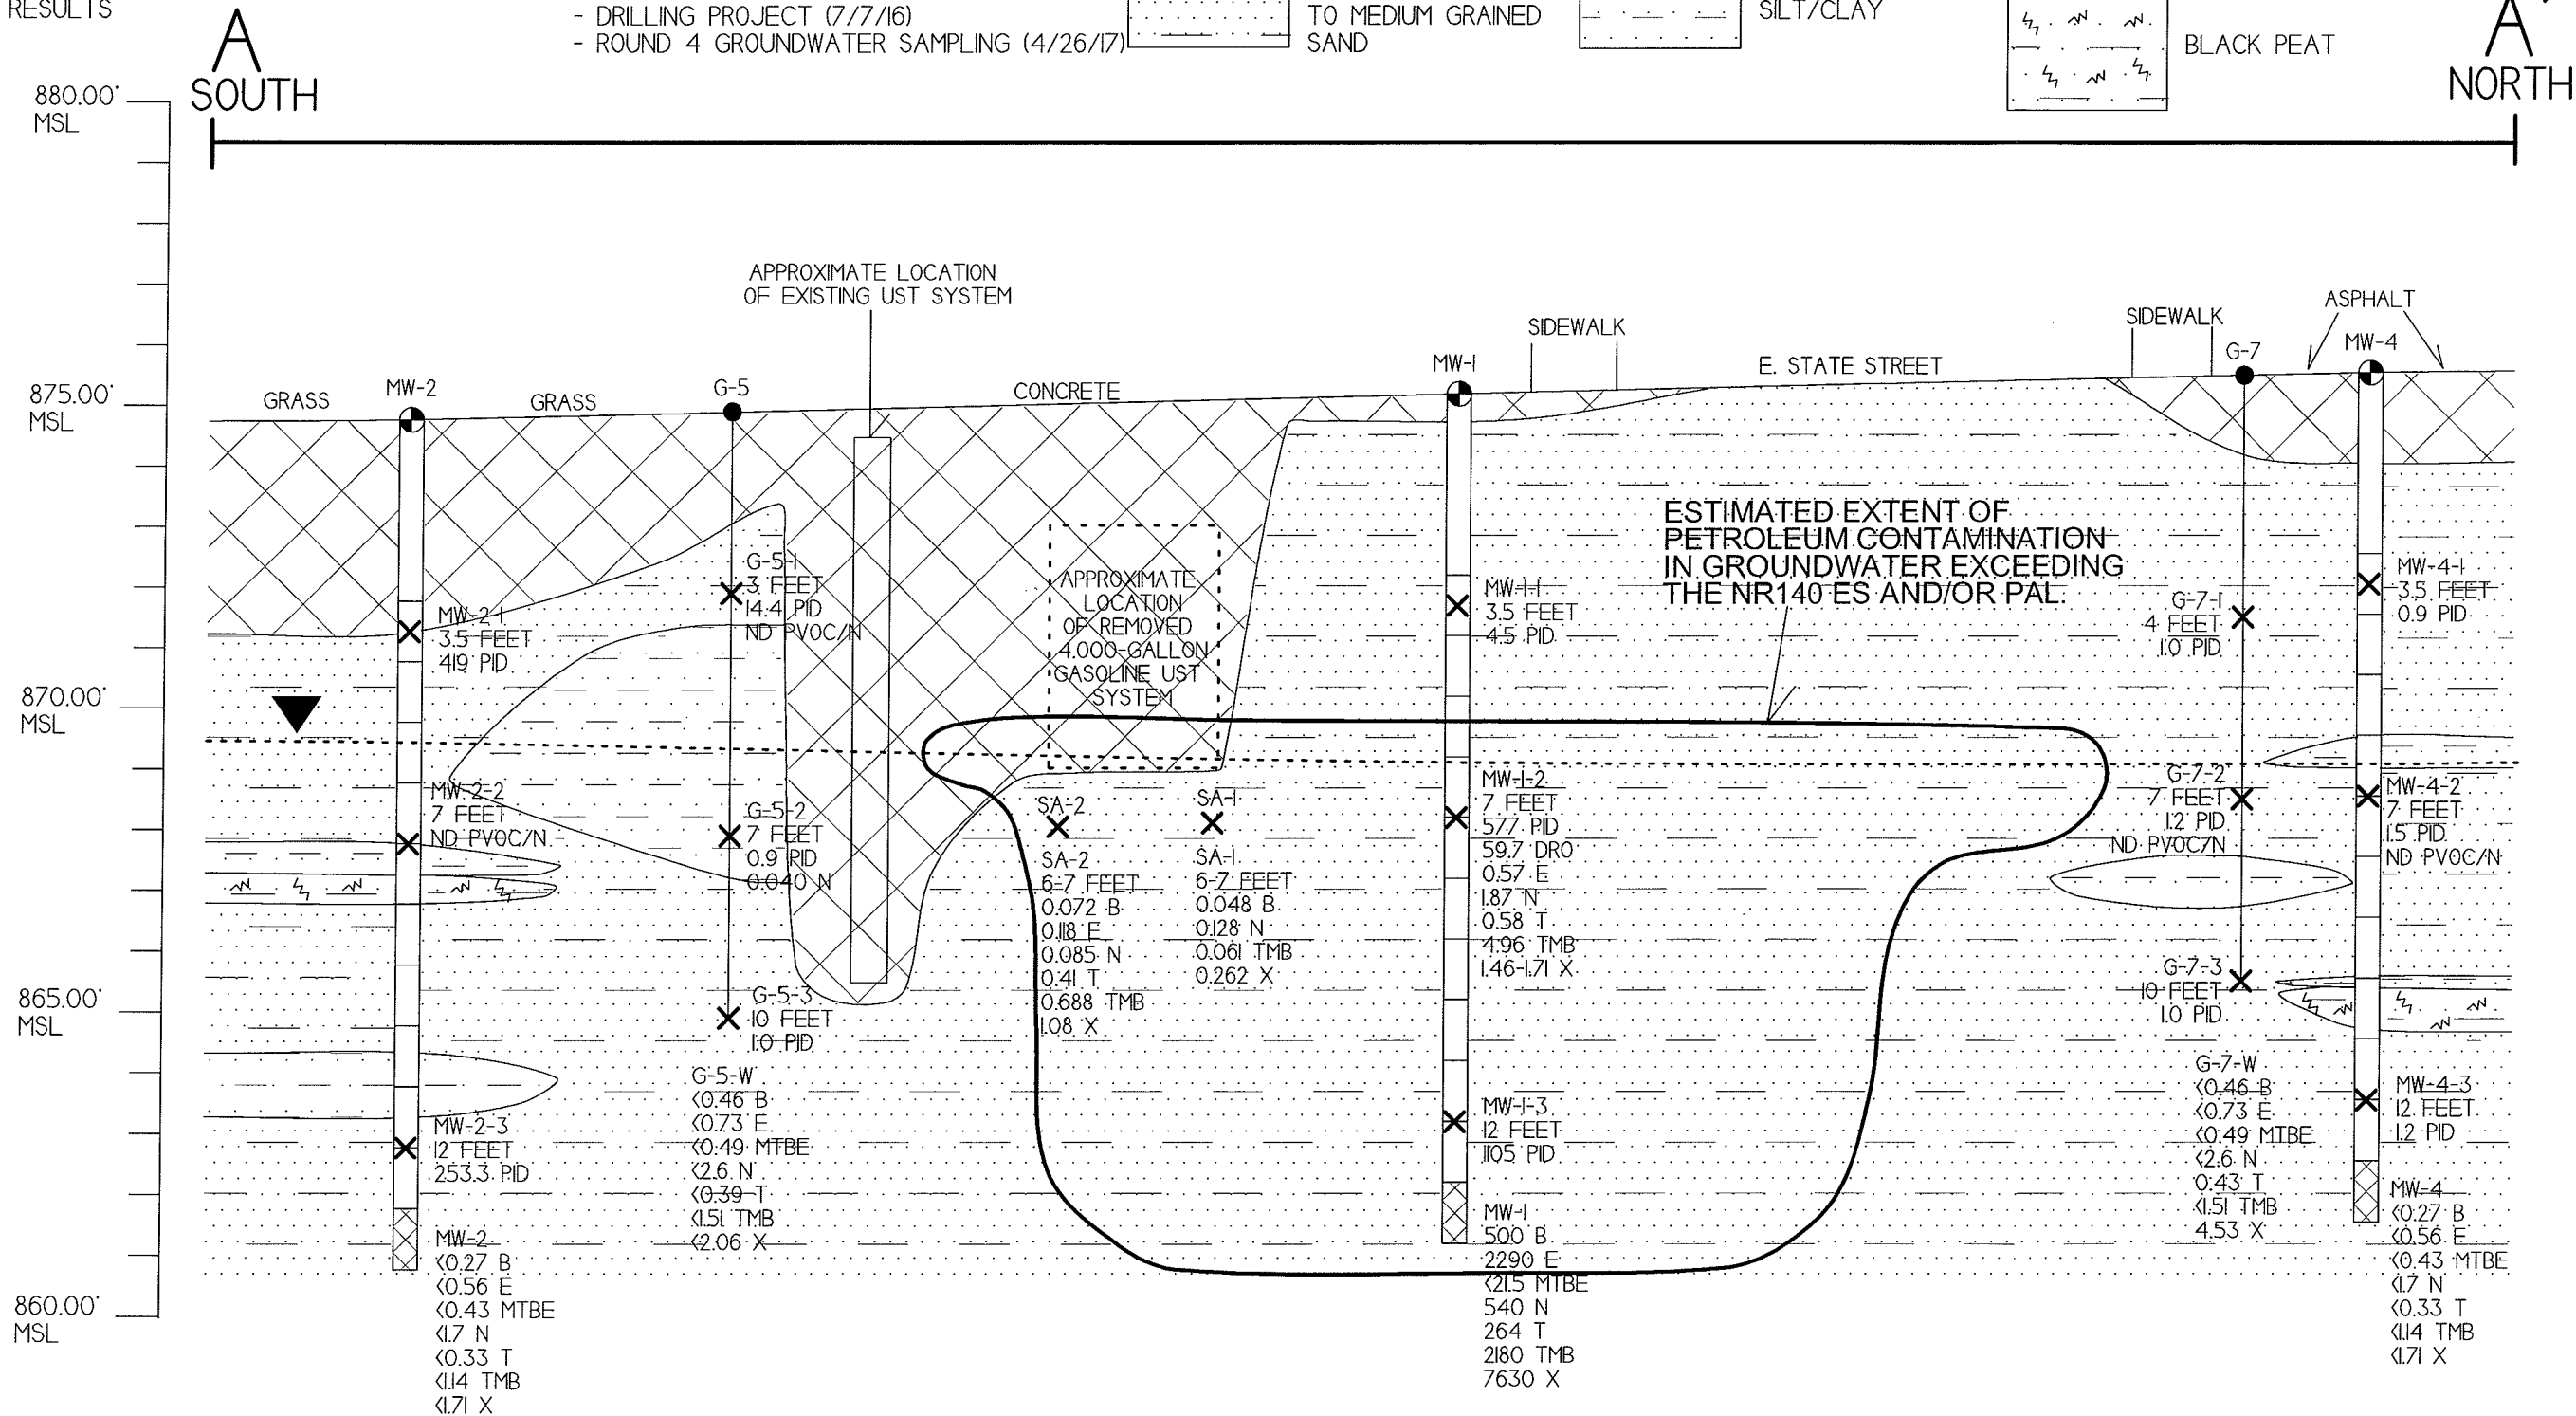 RESULTS
- DRILLING PROJECT (7/7/16)
- ROUND 4 GROUNDWATER SAMPLING (4/26/17)
TO MEDIUM GRAINED
SAND
SILT/CLAY
BLACK PEAT
A
SOUTH
A'
NORTH
880.00'
MSL
875.00'
MSL
870.00'
MSL
865.00'
MSL
860.00'
MSL
APPROXIMATE LOCATION
OF EXISTING UST SYSTEM
GRASS
MW-2
GRASS
G-5
CONCRETE
MW-1
SIDEWALK
E. STATE STREET
SIDEWALK
G-7
ASPHALT
MW-4
ESTIMATED EXTENT OF
PETROLEUM CONTAMINATION
IN GROUNDWATER EXCEEDING
THE NR140 ES AND/OR PAL.
APPROXIMATE
LOCATION
OF REMOVED
4,000-GALLON
GASOLINE UST
SYSTEM
MW-2-1
3.5 FEET
419 PID
MW-2-2
7 FEET
ND PVOC/N
MW-2-3
12 FEET
253.3 PID
MW-2
<0.27 B
<0.56 E
<0.43 MTBE
<1.7 N
<0.33 T
<1.14 TMB
<1.71 X
G-5-1
3 FEET
14.4 PID
ND PVOC/N
G-5-2
7 FEET
0.9 PID
0.040 N
G-5-3
10 FEET
1.0 PID
G-5-W
<0.46 B
<0.73 E
<0.49 MTBE
<2.6 N
<0.39 T
<1.51 TMB
<2.06 X
SA-2
SA-2
6-7 FEET
0.072 B
0.118 E
0.085 N
0.41 T
0.688 TMB
1.08 X
SA-1
SA-1
6-7 FEET
0.048 B
0.128 N
0.061 TMB
0.262 X
MW-1-1
3.5 FEET
4.5 PID
MW-1-2
7 FEET
577 PID
59.7 DRO
0.57 E
1.87 N
0.58 T
4.96 TMB
1.46-1.71 X
MW-1-3
12 FEET
1105 PID
MW-1
500 B
2290 E
<21.5 MTBE
540 N
264 T
2180 TMB
7630 X
G-7-1
4 FEET
1.0 PID
G-7-2
7 FEET
1.2 PID
ND PVOC/N
G-7-3
10 FEET
1.0 PID
G-7-W
<0.46 B
<0.73 E
<0.49 MTBE
<2.6 N
0.43 T
<1.51 TMB
4.53 X
MW-4-1
3.5 FEET
0.9 PID
MW-4-2
7 FEET
1.5 PID
ND PVOC/N
MW-4-3
12 FEET
1.2 PID
MW-4
<0.27 B
<0.56 E
<0.43 MTBE
<1.7 N
<0.33 T
<1.14 TMB
<1.71 X